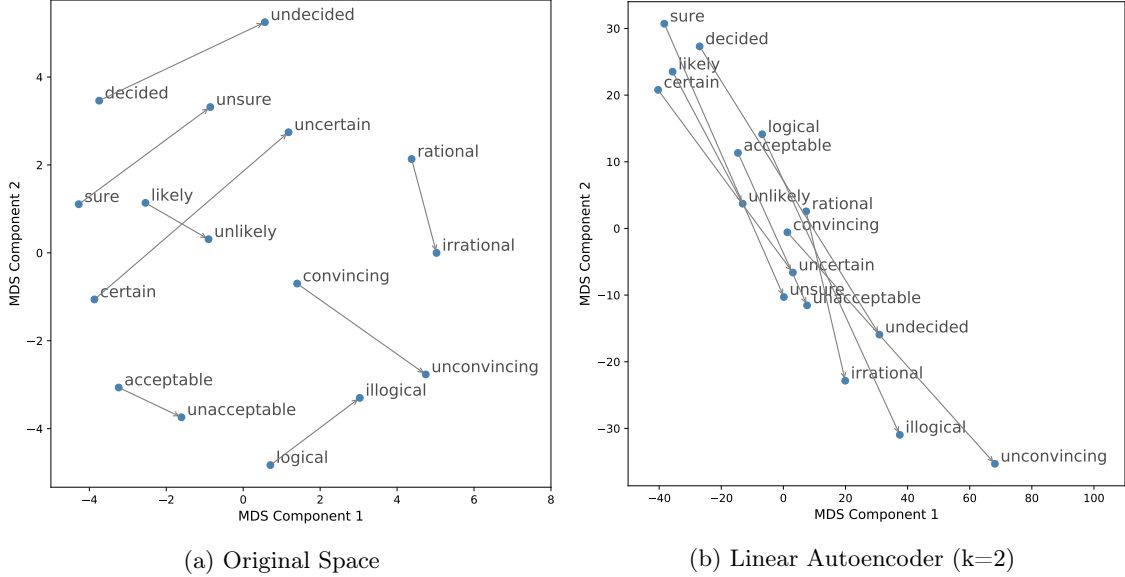 undecided
decided
unsure
uncertain
rational
sure
likely
unlikely
irrational
certain
convincing
acceptable
unconvincing
illogical
unacceptable
logical
4
2
0
−2
−4
−4
−2
0
2
4
6
8
MDS Component 1
MDS Component 2
(a) Original Space
sure
decided
likely
certain
logical
acceptable
unlikely
rational
convincing
uncertain
unsure
unacceptable
undecided
irrational
illogical
unconvincing
30
20
10
0
−10
−20
−30
−40
−20
0
20
40
60
80
100
MDS Component 1
MDS Component 2
(b) Linear Autoencoder (k=2)